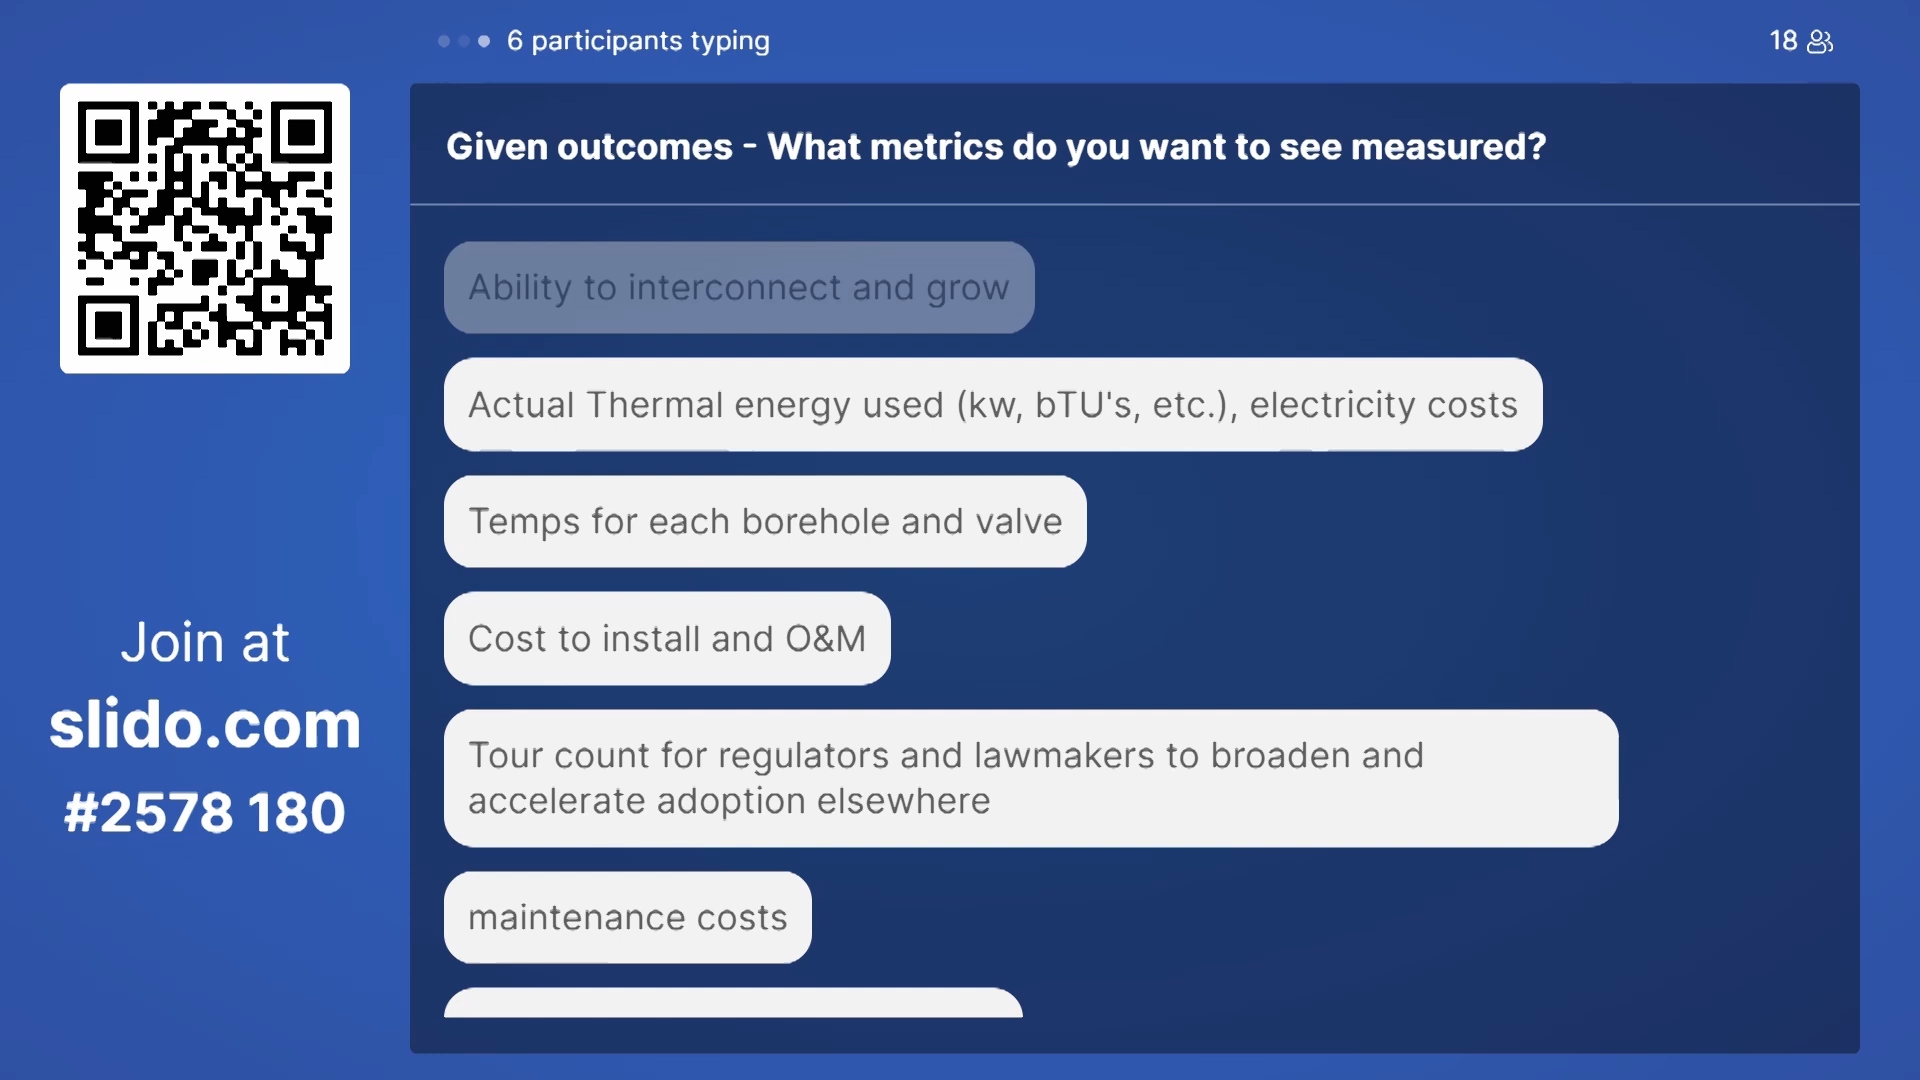 6 participants typing
18
Given outcomes - What metrics do you want to see measured?
Ability to interconnect and grow
Actual Thermal energy used (kw, bTU's, etc.), electricity costs
Temps for each borehole and valve
Cost to install and O&M
Tour count for regulators and lawmakers to broaden and
accelerate adoption elsewhere
maintenance costs
Join at
slido.com
#2578 180